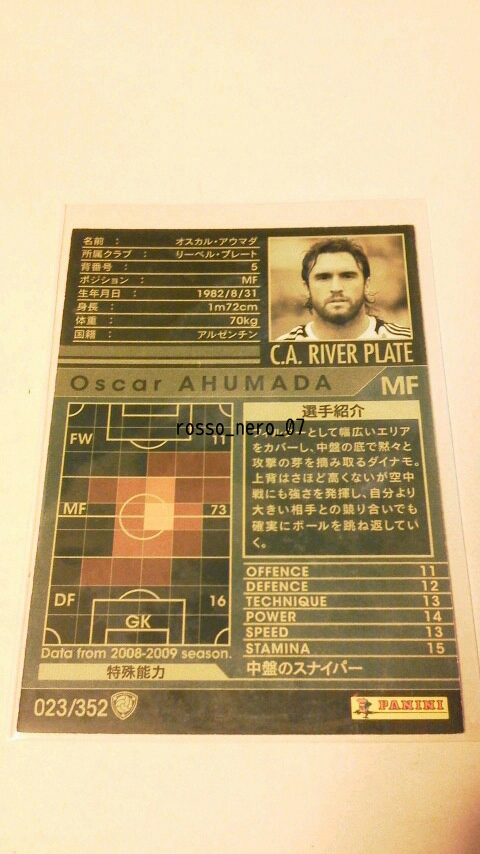 名前 : オスカル・アウマダ
所属クラブ : リーベル・プレート
背番号 : 5
ポジション : MF
生年月日 : 1982/8/31
身長 : 1m72cm
体重 : 70kg
国籍 : アルゼンチン
C.A. RIVER PLATE
Oscar AHUMADA MF
rosso_nero_07
FW 11
MF 73
DF 16
GK
Data from 2008-2009 season.
選手紹介
として幅広いエリア
をカバーし、中盤の底で黙々と
攻撃の芽を摘み取るダイナモ。
上背はさほど高くないが空中
戦にも強さを発揮し、自分より
大きい相手との競り合いでも
確実にボールを跳ね返してい
く。
OFFENCE 11
DEFENCE 12
TECHNIQUE 13
POWER 14
SPEED 13
STAMINA 15
特殊能力 中盤のスナイパー
023/352
PANINI